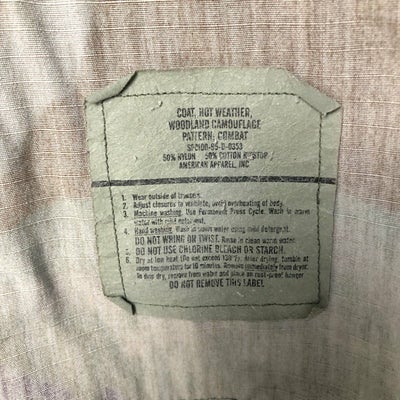 COAT, HOT WEATHER,
WOODLAND CAMOUFLAGE
PATTERN: COMBAT
SPO100-95-D-0353
50% NYLON 50% COTTON RIPSTOP
AMERICAN APPAREL, INC
1. Wear outside of trousers.
2. Adjust closures to ventilate, avoid overheating of body.
3. Machine washing. Use Permanent Press Cycle. Wash in warm
water with mild detergent.
4. Hand washing. Wash in warm water using mild detergent.
DO NOT WRING OR TWIST. Rinse in clean warm water.
5. DO NOT USE CHLORINE BLEACH OR STARCH.
6. Dry at low heat (Do not exceed 130°). After drying, tumble at
room temperature for 10 minutes. Remove immediately from dryer.
To drip dry, remove from water and place on rust-proof hanger
DO NOT REMOVE THIS LABEL